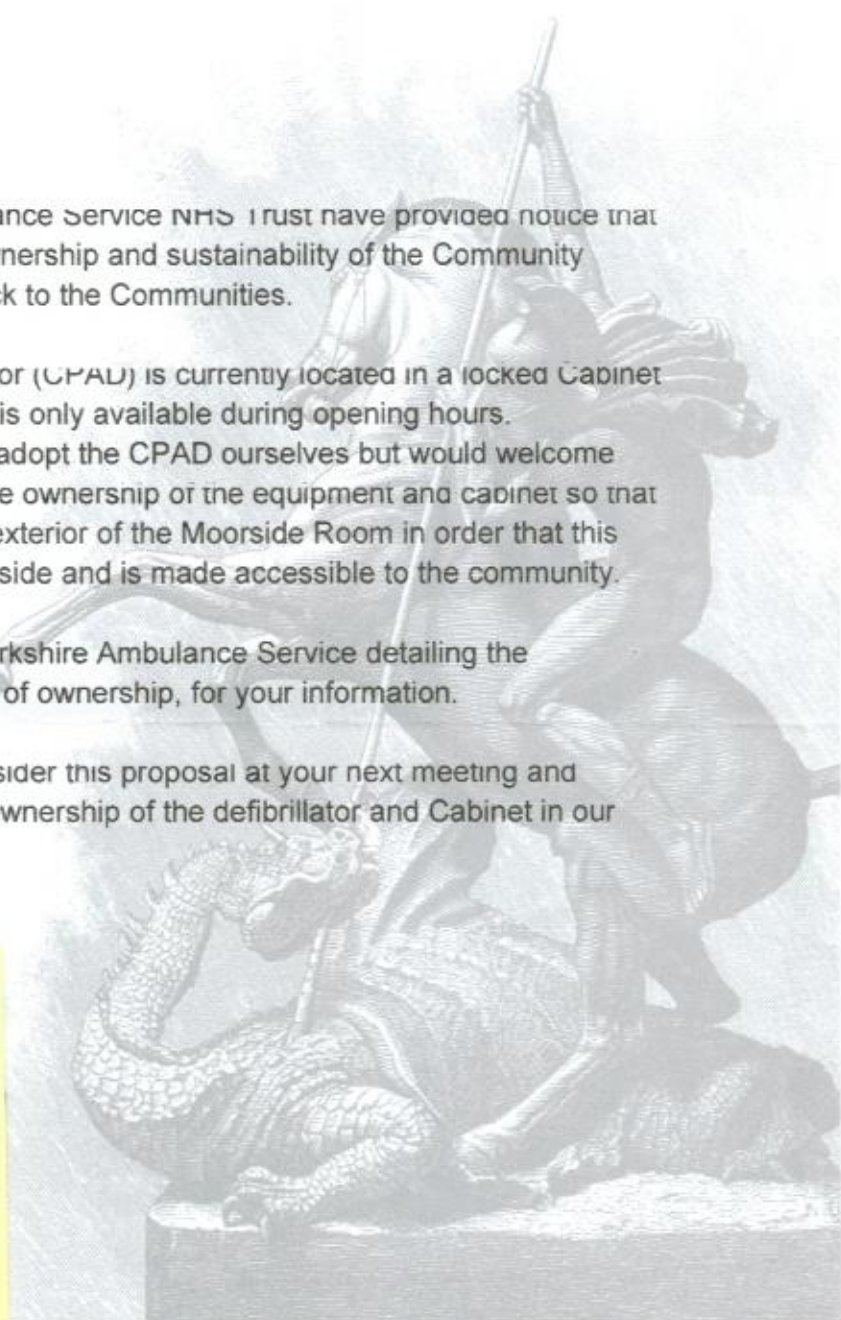 ance Service NHS Trust have provided notice that
nership and sustainability of the Community
ck to the Communities.
or (CPAD) is currently located in a locked Cabinet
is only available during opening hours.
adopt the CPAD ourselves but would welcome
e ownership of the equipment and cabinet so that
exterior of the Moorside Room in order that this
side and is made accessible to the community.
rkshire Ambulance Service detailing the
of ownership, for your information.
sider this proposal at your next meeting and
wnership of the defibrillator and Cabinet in our